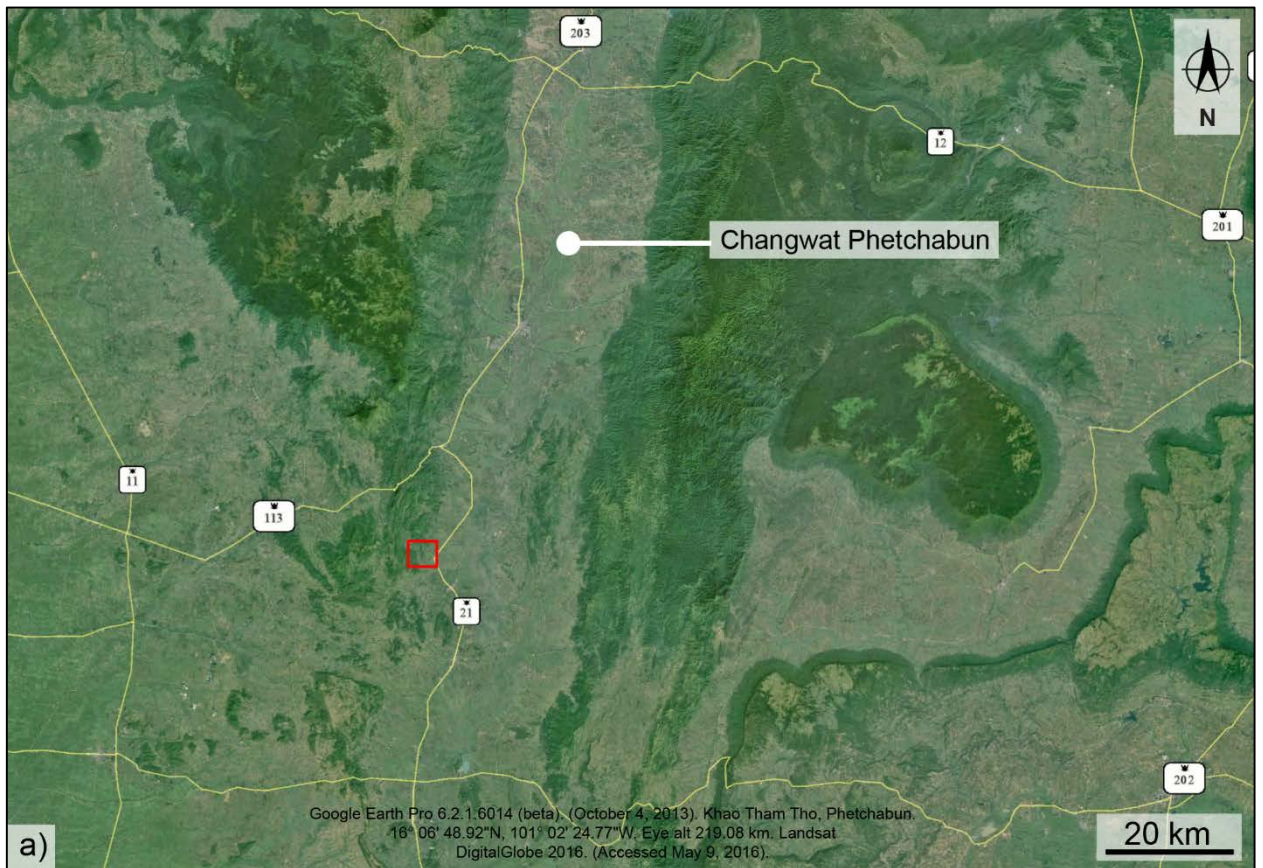 203
N
12
201
Changwat Phetchabun
11
113
21
202
Google Earth Pro 6.2.1.6014 (beta). (October 4, 2013). Khao Tham Tho, Phetchabun.
16° 06' 48.92"N, 101° 02' 24.77"W. Eye alt 219.08 km. Landsat
DigitalGlobe 2016. (Accessed May 9, 2016).
20 km
a)